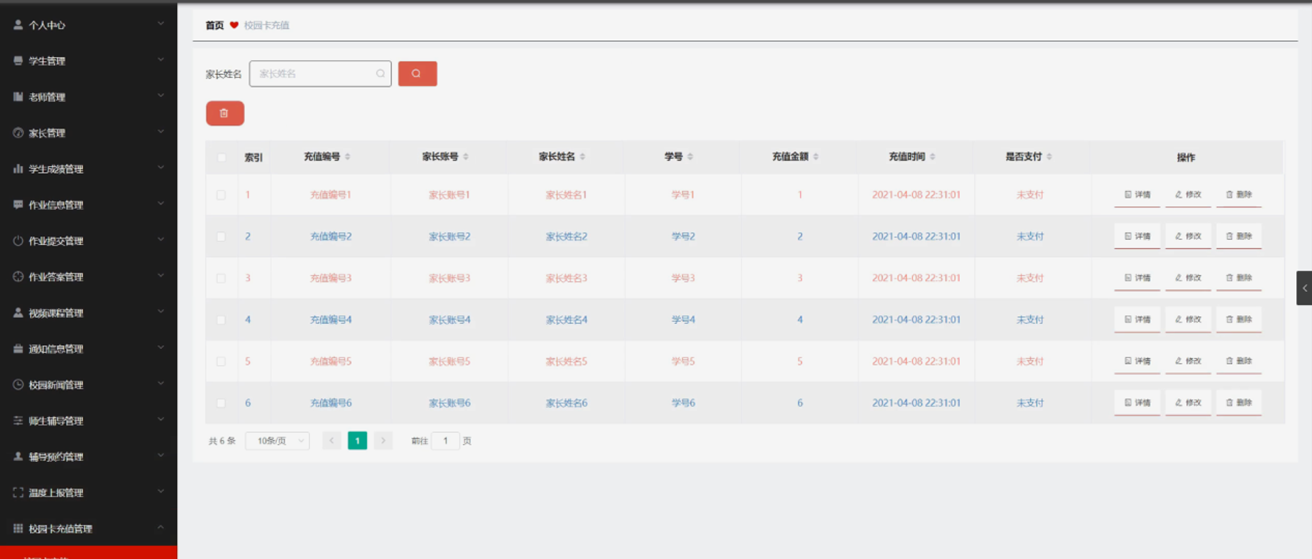 个人中心
学生管理
老师管理
家长管理
学生成绩管理
作业信息管理
作业提交管理
作业答案管理
视频课程管理
通知信息管理
校园新闻管理
师生辅导管理
辅导预约管理
温度上报管理
校园卡充值管理
首页 校园卡充值
家长姓名 家长姓名
索引 充值编号 家长账号 家长姓名 学号 充值金额 充值时间 是否支付 操作
1 充值编号1 家长账号1 家长姓名1 学号1 1 2021-04-08 22:31:01 未支付 详情 修改 删除
2 充值编号2 家长账号2 家长姓名2 学号2 2 2021-04-08 22:31:01 未支付 详情 修改 删除
3 充值编号3 家长账号3 家长姓名3 学号3 3 2021-04-08 22:31:01 未支付 详情 修改 删除
4 充值编号4 家长账号4 家长姓名4 学号4 4 2021-04-08 22:31:01 未支付 详情 修改 删除
5 充值编号5 家长账号5 家长姓名5 学号5 5 2021-04-08 22:31:01 未支付 详情 修改 删除
6 充值编号6 家长账号6 家长姓名6 学号6 6 2021-04-08 22:31:01 未支付 详情 修改 删除
共 6 条 10条/页 1 前往 1 页